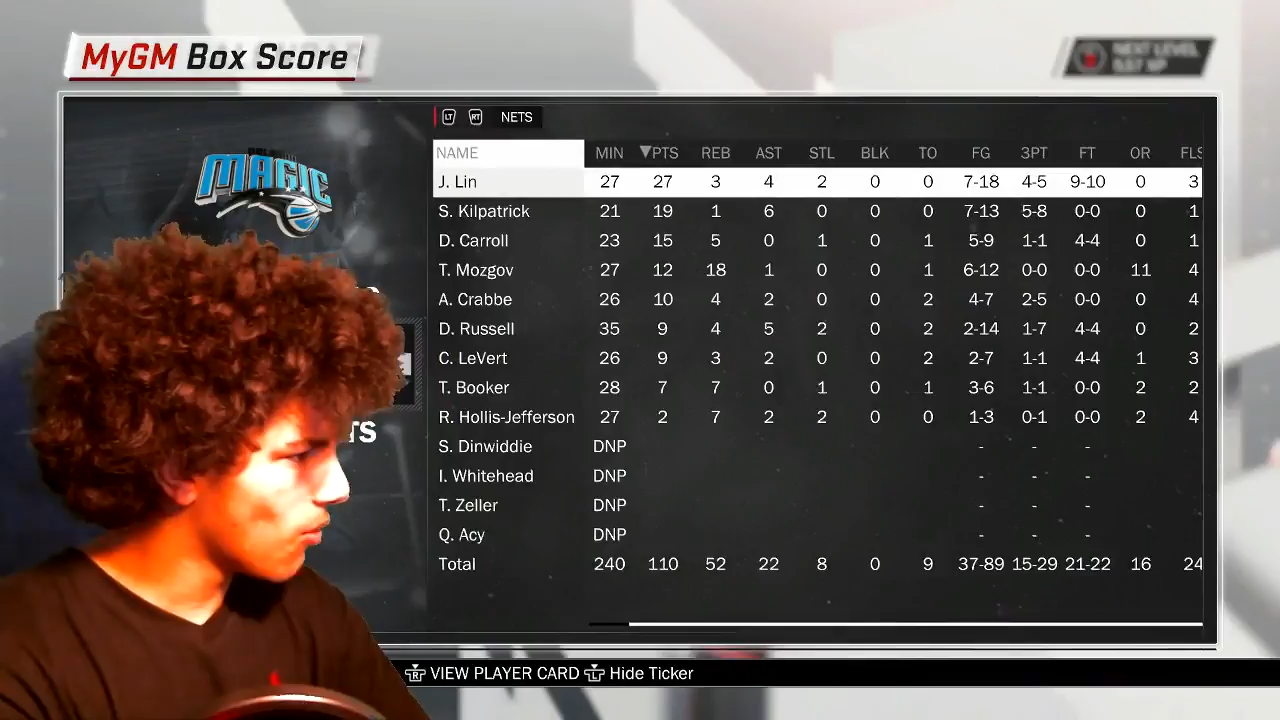 MyGM Box Score
NEXT LEVEL
MAGIC
LT RT NETS
NAME MIN ▼PTS REB AST STL BLK TO FG 3PT FT OR FLS
J. Lin 27 27 3 4 2 0 0 7-18 4-5 9-10 0 3
S. Kilpatrick 21 19 1 6 0 0 0 7-13 5-8 0-0 0 1
D. Carroll 23 15 5 0 1 0 1 5-9 1-1 4-4 0 1
T. Mozgov 27 12 18 1 0 0 1 6-12 0-0 0-0 11 4
A. Crabbe 26 10 4 2 0 0 2 4-7 2-5 0-0 0 4
D. Russell 35 9 4 5 2 0 2 2-14 1-7 4-4 0 2
C. LeVert 26 9 3 2 0 0 2 2-7 1-1 4-4 1 3
T. Booker 28 7 7 0 1 0 1 3-6 1-1 0-0 2 2
R. Hollis-Jefferson 27 2 7 2 2 0 0 1-3 0-1 0-0 2 4
S. Dinwiddie DNP - - -
I. Whitehead DNP - - -
T. Zeller DNP - - -
Q. Acy DNP - - -
Total 240 110 52 22 8 0 9 37-89 15-29 21-22 16 24
TS
R VIEW PLAYER CARD L Hide Ticker